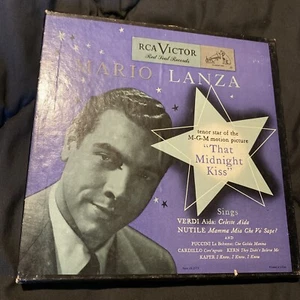 RCA VICTOR
Red Seal Records
MARIO LANZA
tenor star of the
M-G-M motion picture
"That
Midnight
Kiss"
Sings
VERDI Aida: Celeste Aida
NUTILE Mamma Mia Che Vo Sape?
AND
PUCCINI La Boheme: Che Gelida Manina
CARDILLO Core'ngrato: KERN They Didn't Believe Me
KAPER I Know, I Know, I Know